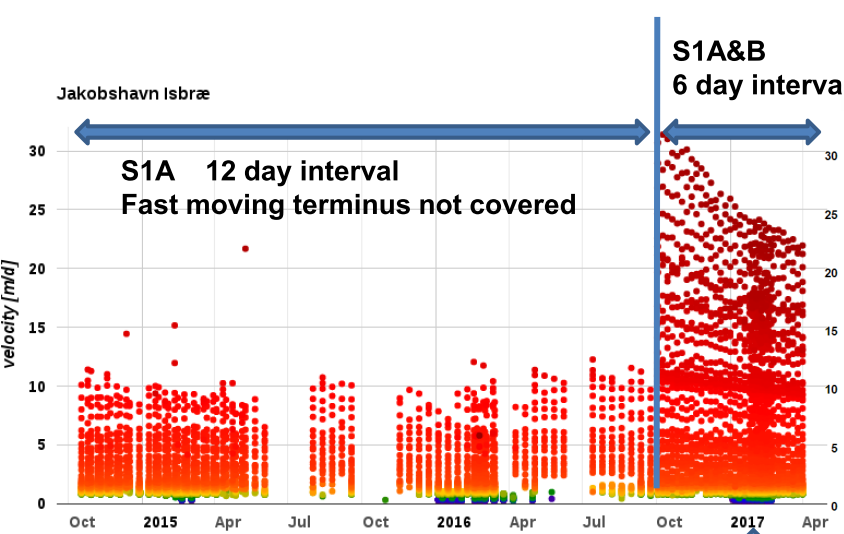 S1A&B
6 day interva
Jakobshavn Isbræ
S1A 12 day interval
Fast moving terminus not covered
velocity [m/d]
30
25
20
15
10
5
0
30
25
20
15
10
5
0
Oct 2015 Apr Jul Oct 2016 Apr Jul Oct 2017 Apr